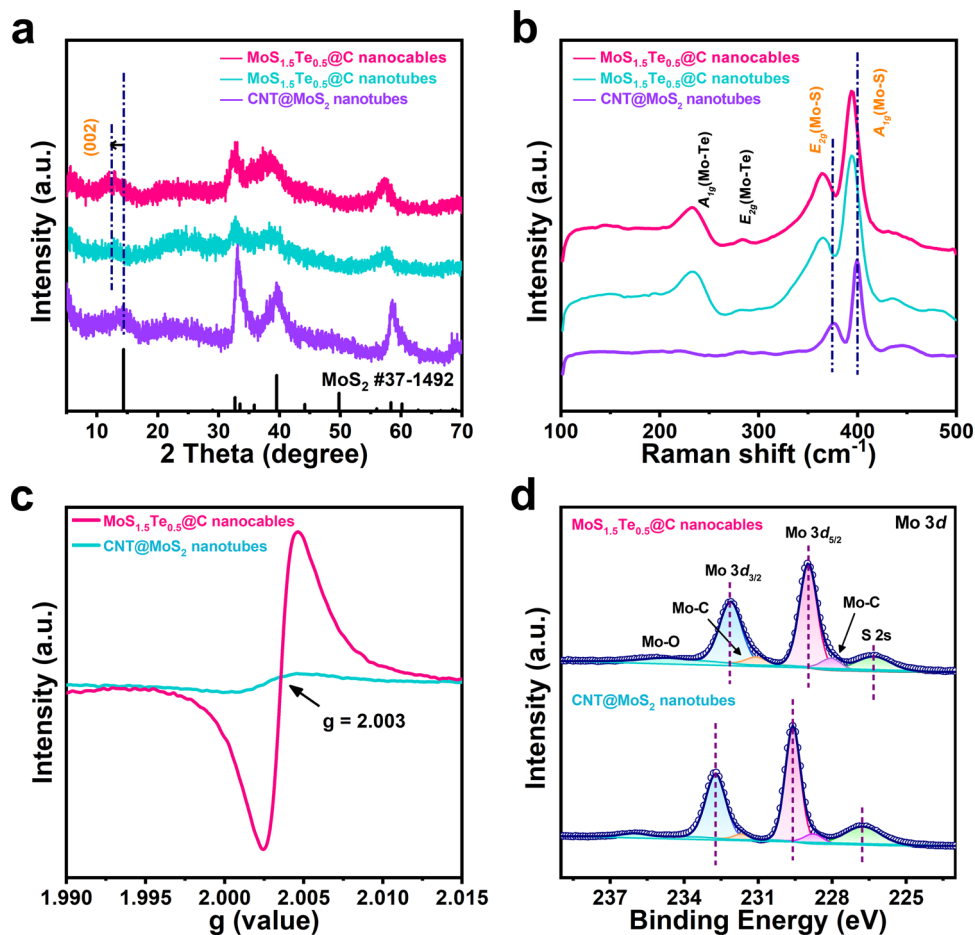 a
MoS1.5Te0.5@C nanocables
MoS1.5Te0.5@C nanotubes
CNT@MoS2 nanotubes
(002)
MoS2 #37-1492
Intensity (a.u.)
10 20 30 40 50 60 70
2 Theta (degree)
b
MoS1.5Te0.5@C nanocables
MoS1.5Te0.5@C nanotubes
CNT@MoS2 nanotubes
A1g(Mo-Te)
E2g(Mo-Te)
E2g(Mo-S)
A1g(Mo-S)
Intensity (a.u.)
100 200 300 400 500
Raman shift (cm-1)
c
MoS1.5Te0.5@C nanocables
CNT@MoS2 nanotubes
g = 2.003
Intensity (a.u.)
1.990 1.995 2.000 2.005 2.010 2.015
g (value)
d
MoS1.5Te0.5@C nanocables
Mo 3d
Mo 3d5/2
Mo 3d3/2
Mo-C
Mo-C
Mo-O
S 2s
CNT@MoS2 nanotubes
Intensity (a.u.)
237 234 231 228 225
Binding Energy (eV)